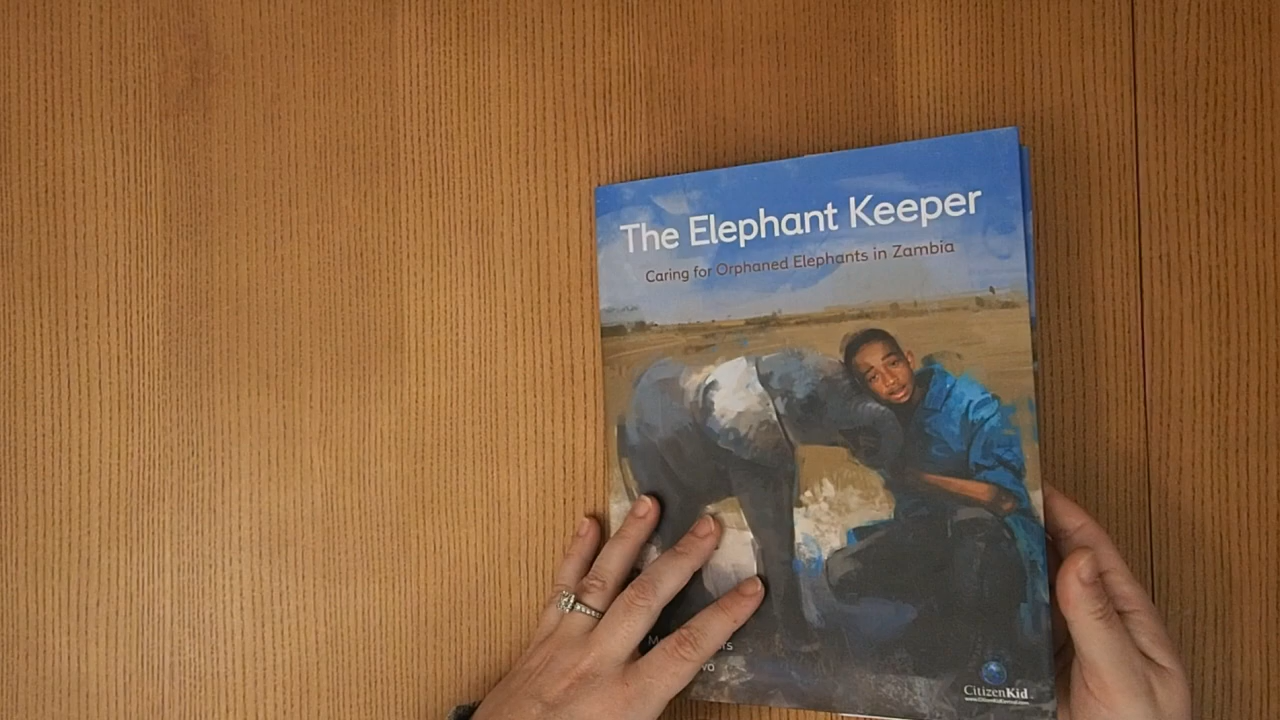 The Elephant Keeper
Caring for Orphaned Elephants in Zambia
CitizenKid